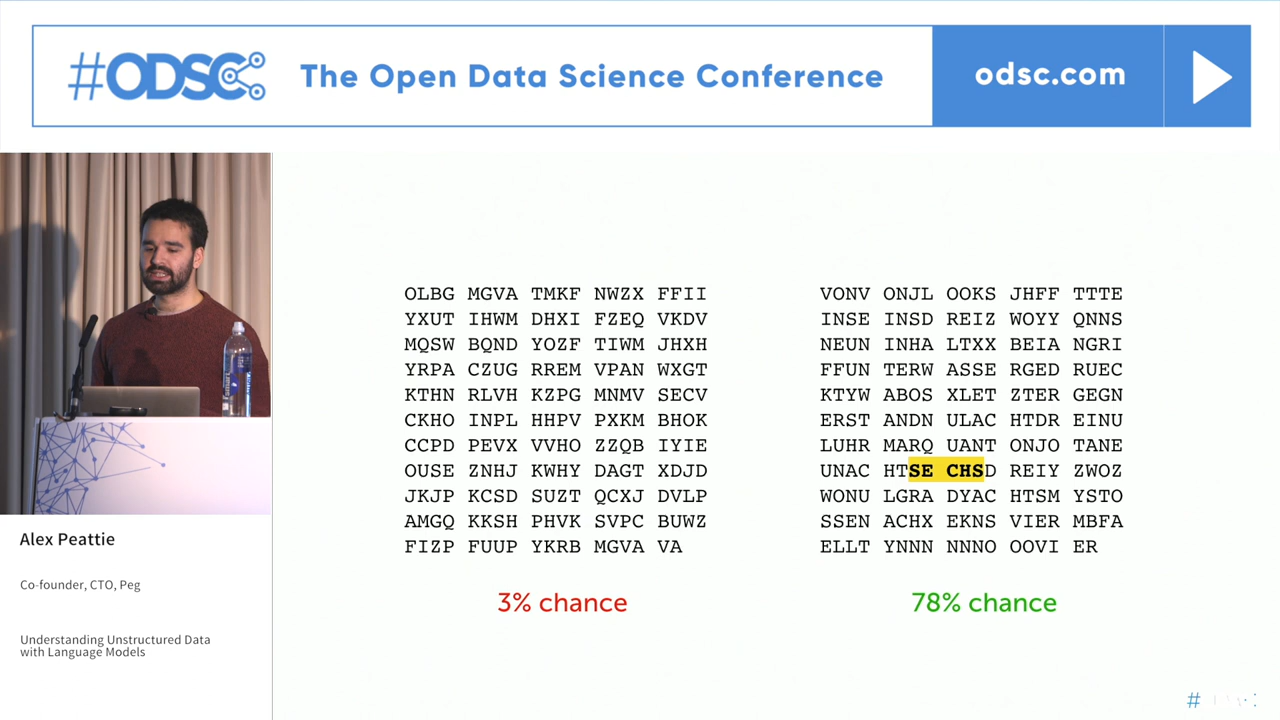 #ODSC
The Open Data Science Conference
odsc.com
OLBG MGVA TMKF NWZX FFII
YXUT IHWM DHXI FZEQ VKDV
MQSW BQND YOZF TIWM JHXH
YRPA CZUG RREM VPAN WXGT
KTHN RLVH KZPG MNMV SECV
CKHO INPL HHPV PXKM BHOK
CCPD PEVX VVHO ZZQB IYIE
OUSE ZNHJ KWHY DAGT XDJD
JKJP KCSD SUZT QCXJ DVLP
AMGQ KKSH PHVK SVPC BUWZ
FIZP FUUP YKRB MGVA VA
3% chance
VONV ONJL OOKS JHFF TTTE
INSE INSD REIZ WOYY QNNS
NEUN INHA LTXX BEIA NGRI
FFUN TERW ASSE RGED RUEC
KTYW ABOS XLET ZTER GEGN
ERST ANDN ULAC HTDR EINU
LUHR MARQ UANT ONJO TANE
UNAC HTSE CHSD REIY ZWOZ
WONU LGRA DYAC HTSM YSTO
SSEN ACHX EKNS VIER MBFA
ELLT YNNN NNNO OOVI ER
78% chance
Alex Peattie
Co-founder, CTO, Peg
Understanding Unstructured Data
with Language Models